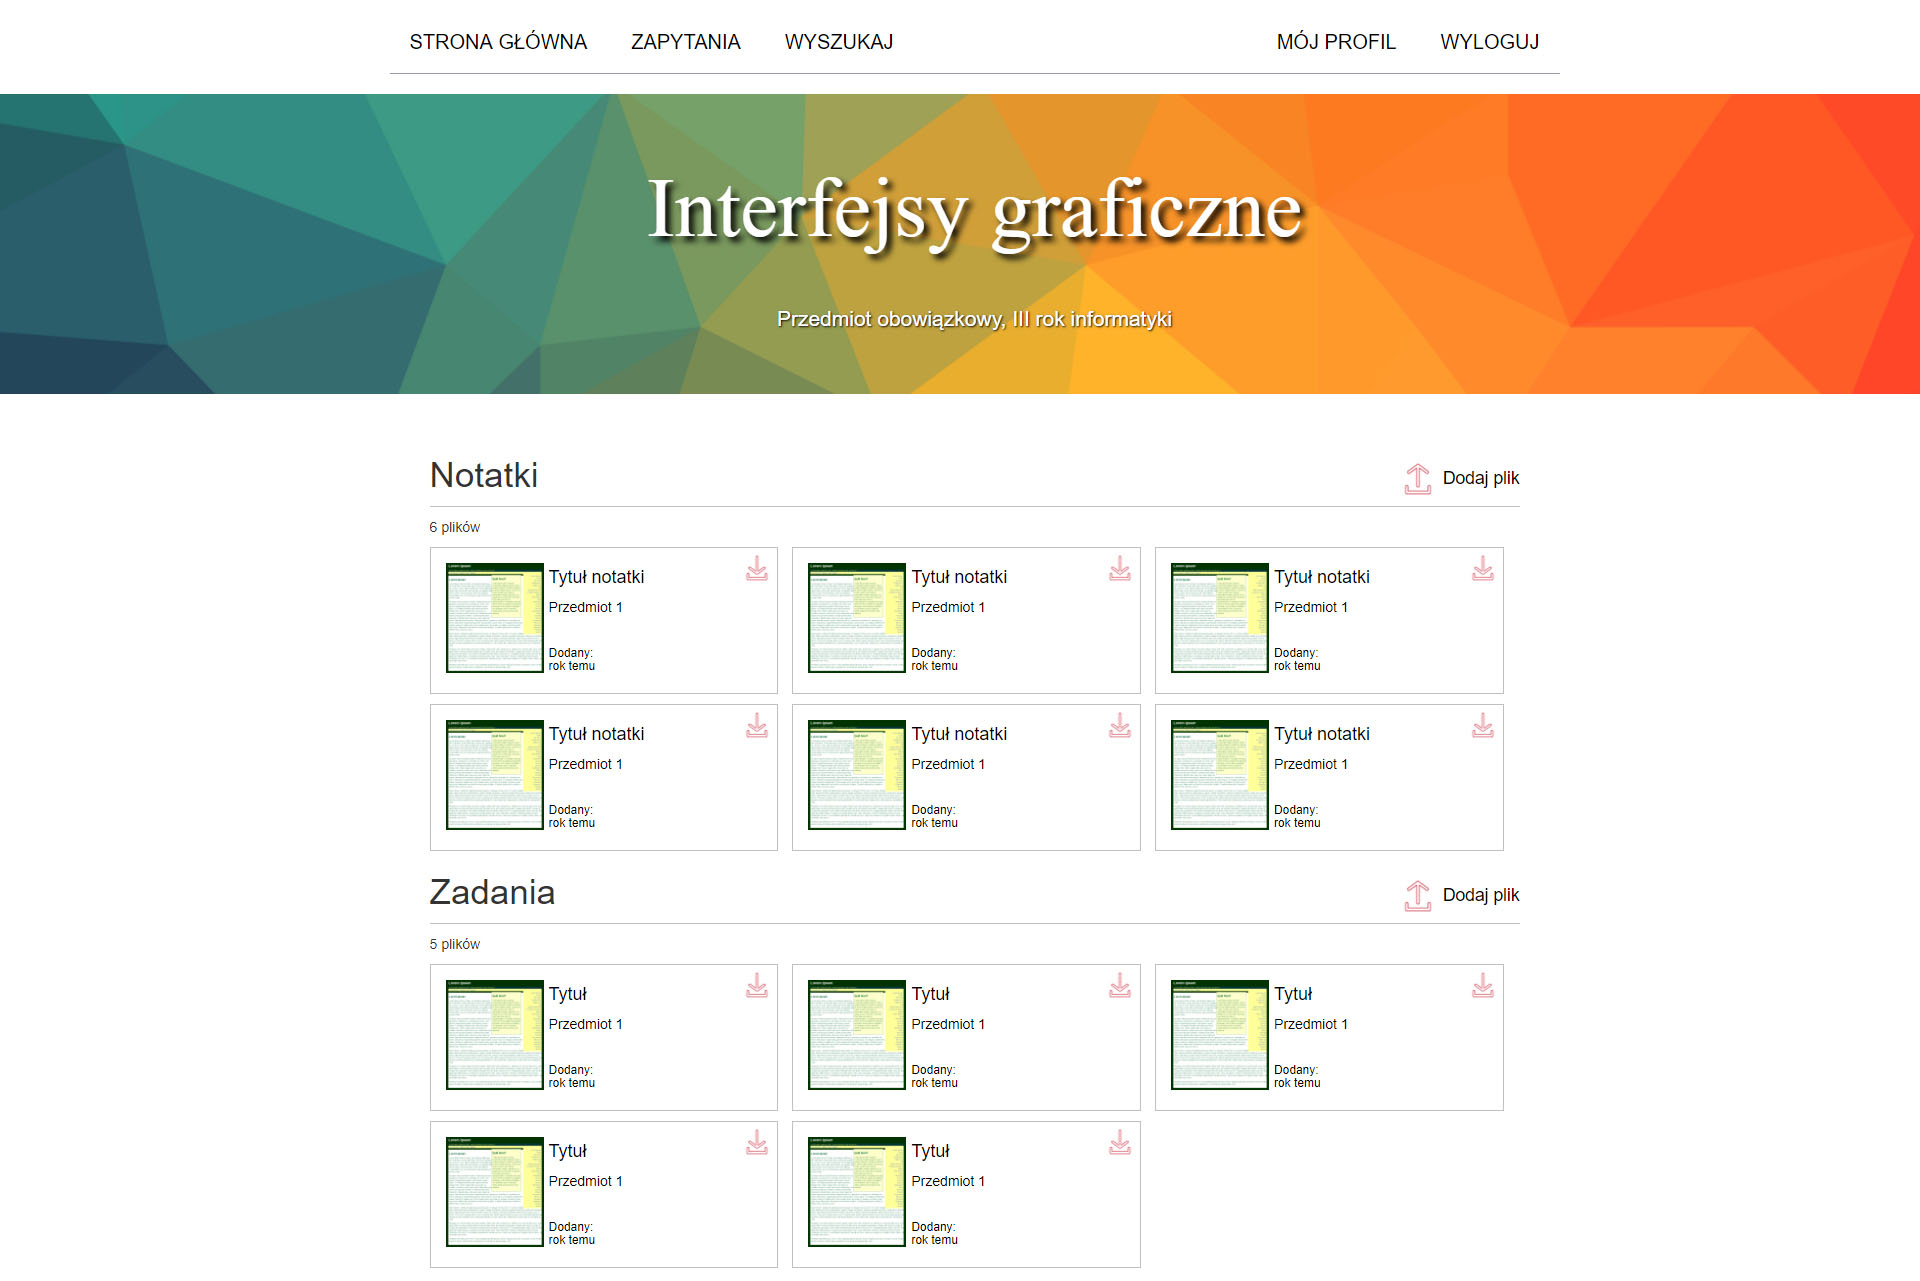 STRONA GŁÓWNA ZAPYTANIA WYSZUKAJ MÓJ PROFIL WYLOGUJ
Interfejsy graficzne
Przedmiot obowiązkowy, III rok informatyki
Notatki Dodaj plik
6 plików
Tytuł notatki Tytuł notatki Tytuł notatki
Przedmiot 1 Przedmiot 1 Przedmiot 1
Dodany: Dodany: Dodany:
rok temu rok temu rok temu
Tytuł notatki Tytuł notatki Tytuł notatki
Przedmiot 1 Przedmiot 1 Przedmiot 1
Dodany: Dodany: Dodany:
rok temu rok temu rok temu
Zadania Dodaj plik
5 plików
Tytuł Tytuł Tytuł
Przedmiot 1 Przedmiot 1 Przedmiot 1
Dodany: Dodany: Dodany:
rok temu rok temu rok temu
Tytuł Tytuł
Przedmiot 1 Przedmiot 1
Dodany: Dodany:
rok temu rok temu